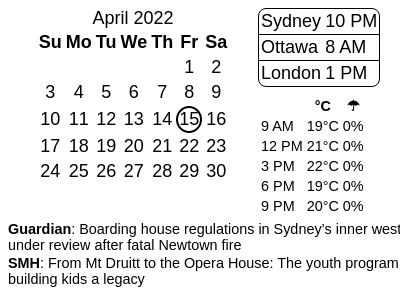 April 2022
Su Mo Tu We Th Fr Sa
1 2
3 4 5 6 7 8 9
10 11 12 13 14 15 16
17 18 19 20 21 22 23
24 25 26 27 28 29 30
Sydney 10 PM
Ottawa 8 AM
London 1 PM
°C ☂
9 AM 19°C 0%
12 PM 21°C 0%
3 PM 22°C 0%
6 PM 19°C 0%
9 PM 20°C 0%
Guardian: Boarding house regulations in Sydney’s inner west
under review after fatal Newtown fire
SMH: From Mt Druitt to the Opera House: The youth program
building kids a legacy